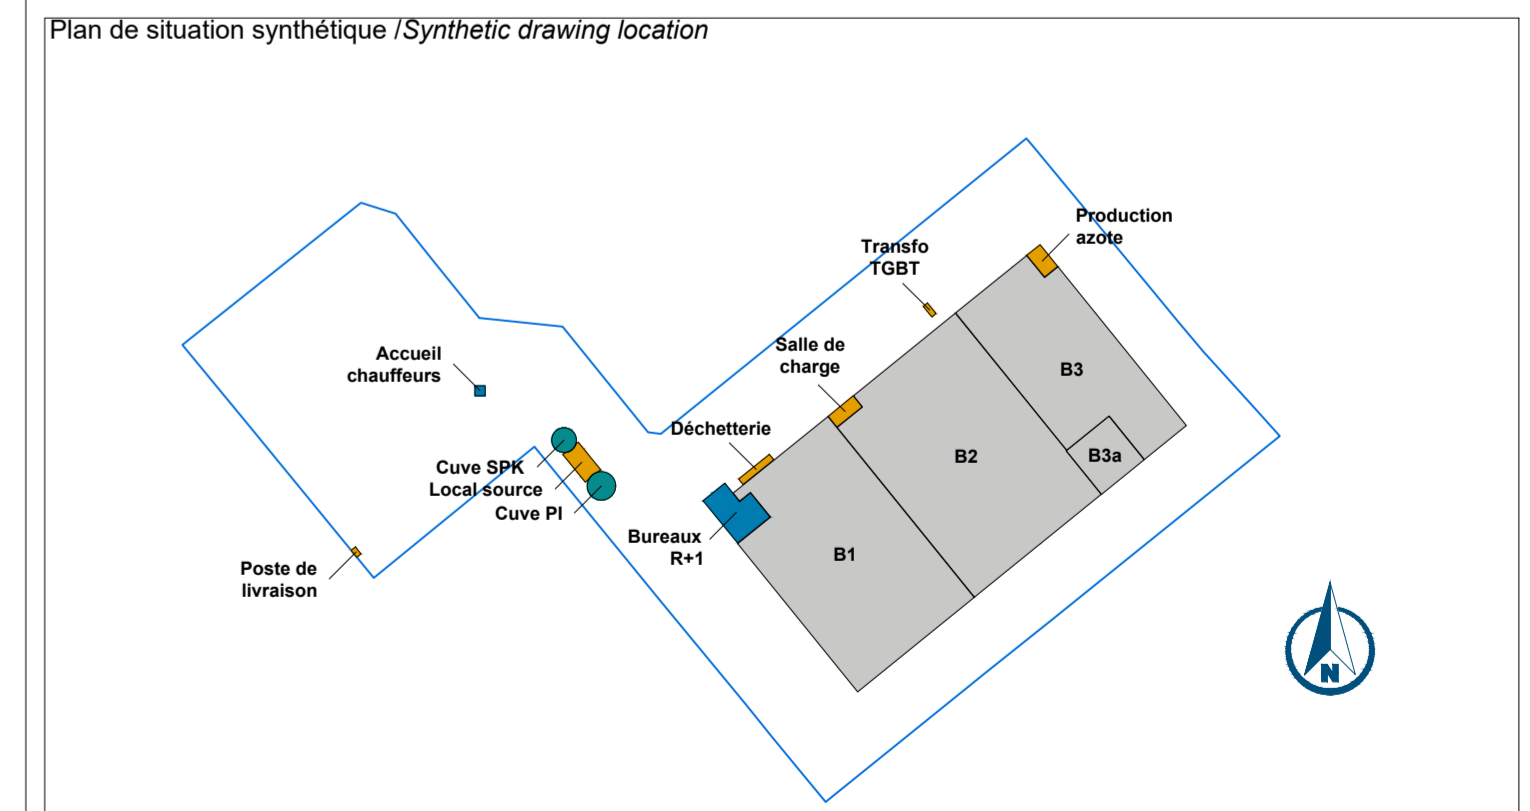 Plan de situation synthétique /Synthetic drawing location
Production
azote
Transfo
TGBT
Salle de
charge
Accueil
chauffeurs
B3
Déchetterie
B3a
B2
Cuve SPK
Local source
Cuve PI
Bureaux
R+1
B1
Poste de
livraison
N